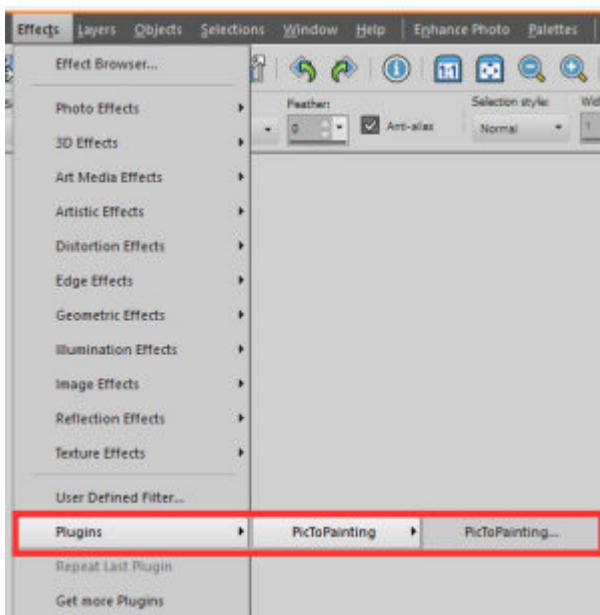 Effects Layers Objects Selections Window Help Enhance Photo Palettes
Effect Browser...
Feather: Selection style:
Photo Effects
0 Anti-alias Normal 1
3D Effects
Art Media Effects
Artistic Effects
Distortion Effects
Edge Effects
Geometric Effects
Illumination Effects
Image Effects
Reflection Effects
Texture Effects
User Defined Filter...
Plugins PicToPainting PicToPainting...
Repeat Last Plugin
Get more Plugins